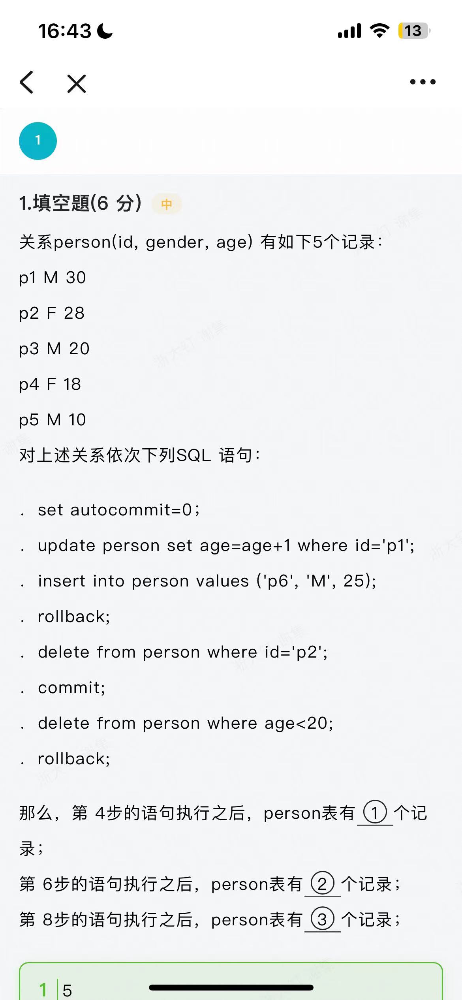 16:43
13
1
1.填空題(6 分) 中
关系person(id, gender, age) 有如下5个记录：
p1 M 30
p2 F 28
p3 M 20
p4 F 18
p5 M 10
对上述关系依次下列SQL 语句：
. set autocommit=0；
. update person set age=age+1 where id='p1';
. insert into person values ('p6', 'M', 25);
. rollback;
. delete from person where id='p2';
. commit;
. delete from person where age<20;
. rollback;
那么，第 4步的语句执行之后，person表有 ① 个记
录；
第 6步的语句执行之后，person表有 ② 个记录；
第 8步的语句执行之后，person表有 ③ 个记录；
1 5